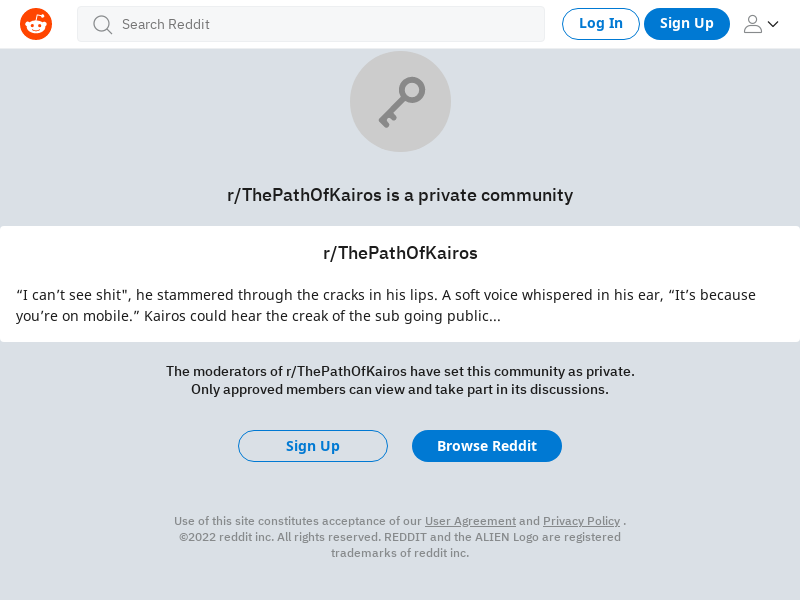 Search Reddit
Log In
Sign Up
r/ThePathOfKairos is a private community
r/ThePathOfKairos
“I can’t see shit", he stammered through the cracks in his lips. A soft voice whispered in his ear, “It’s because
you’re on mobile.” Kairos could hear the creak of the sub going public...
The moderators of r/ThePathOfKairos have set this community as private.
Only approved members can view and take part in its discussions.
Sign Up
Browse Reddit
Use of this site constitutes acceptance of our User Agreement and Privacy Policy .
©2022 reddit inc. All rights reserved. REDDIT and the ALIEN Logo are registered
trademarks of reddit inc.